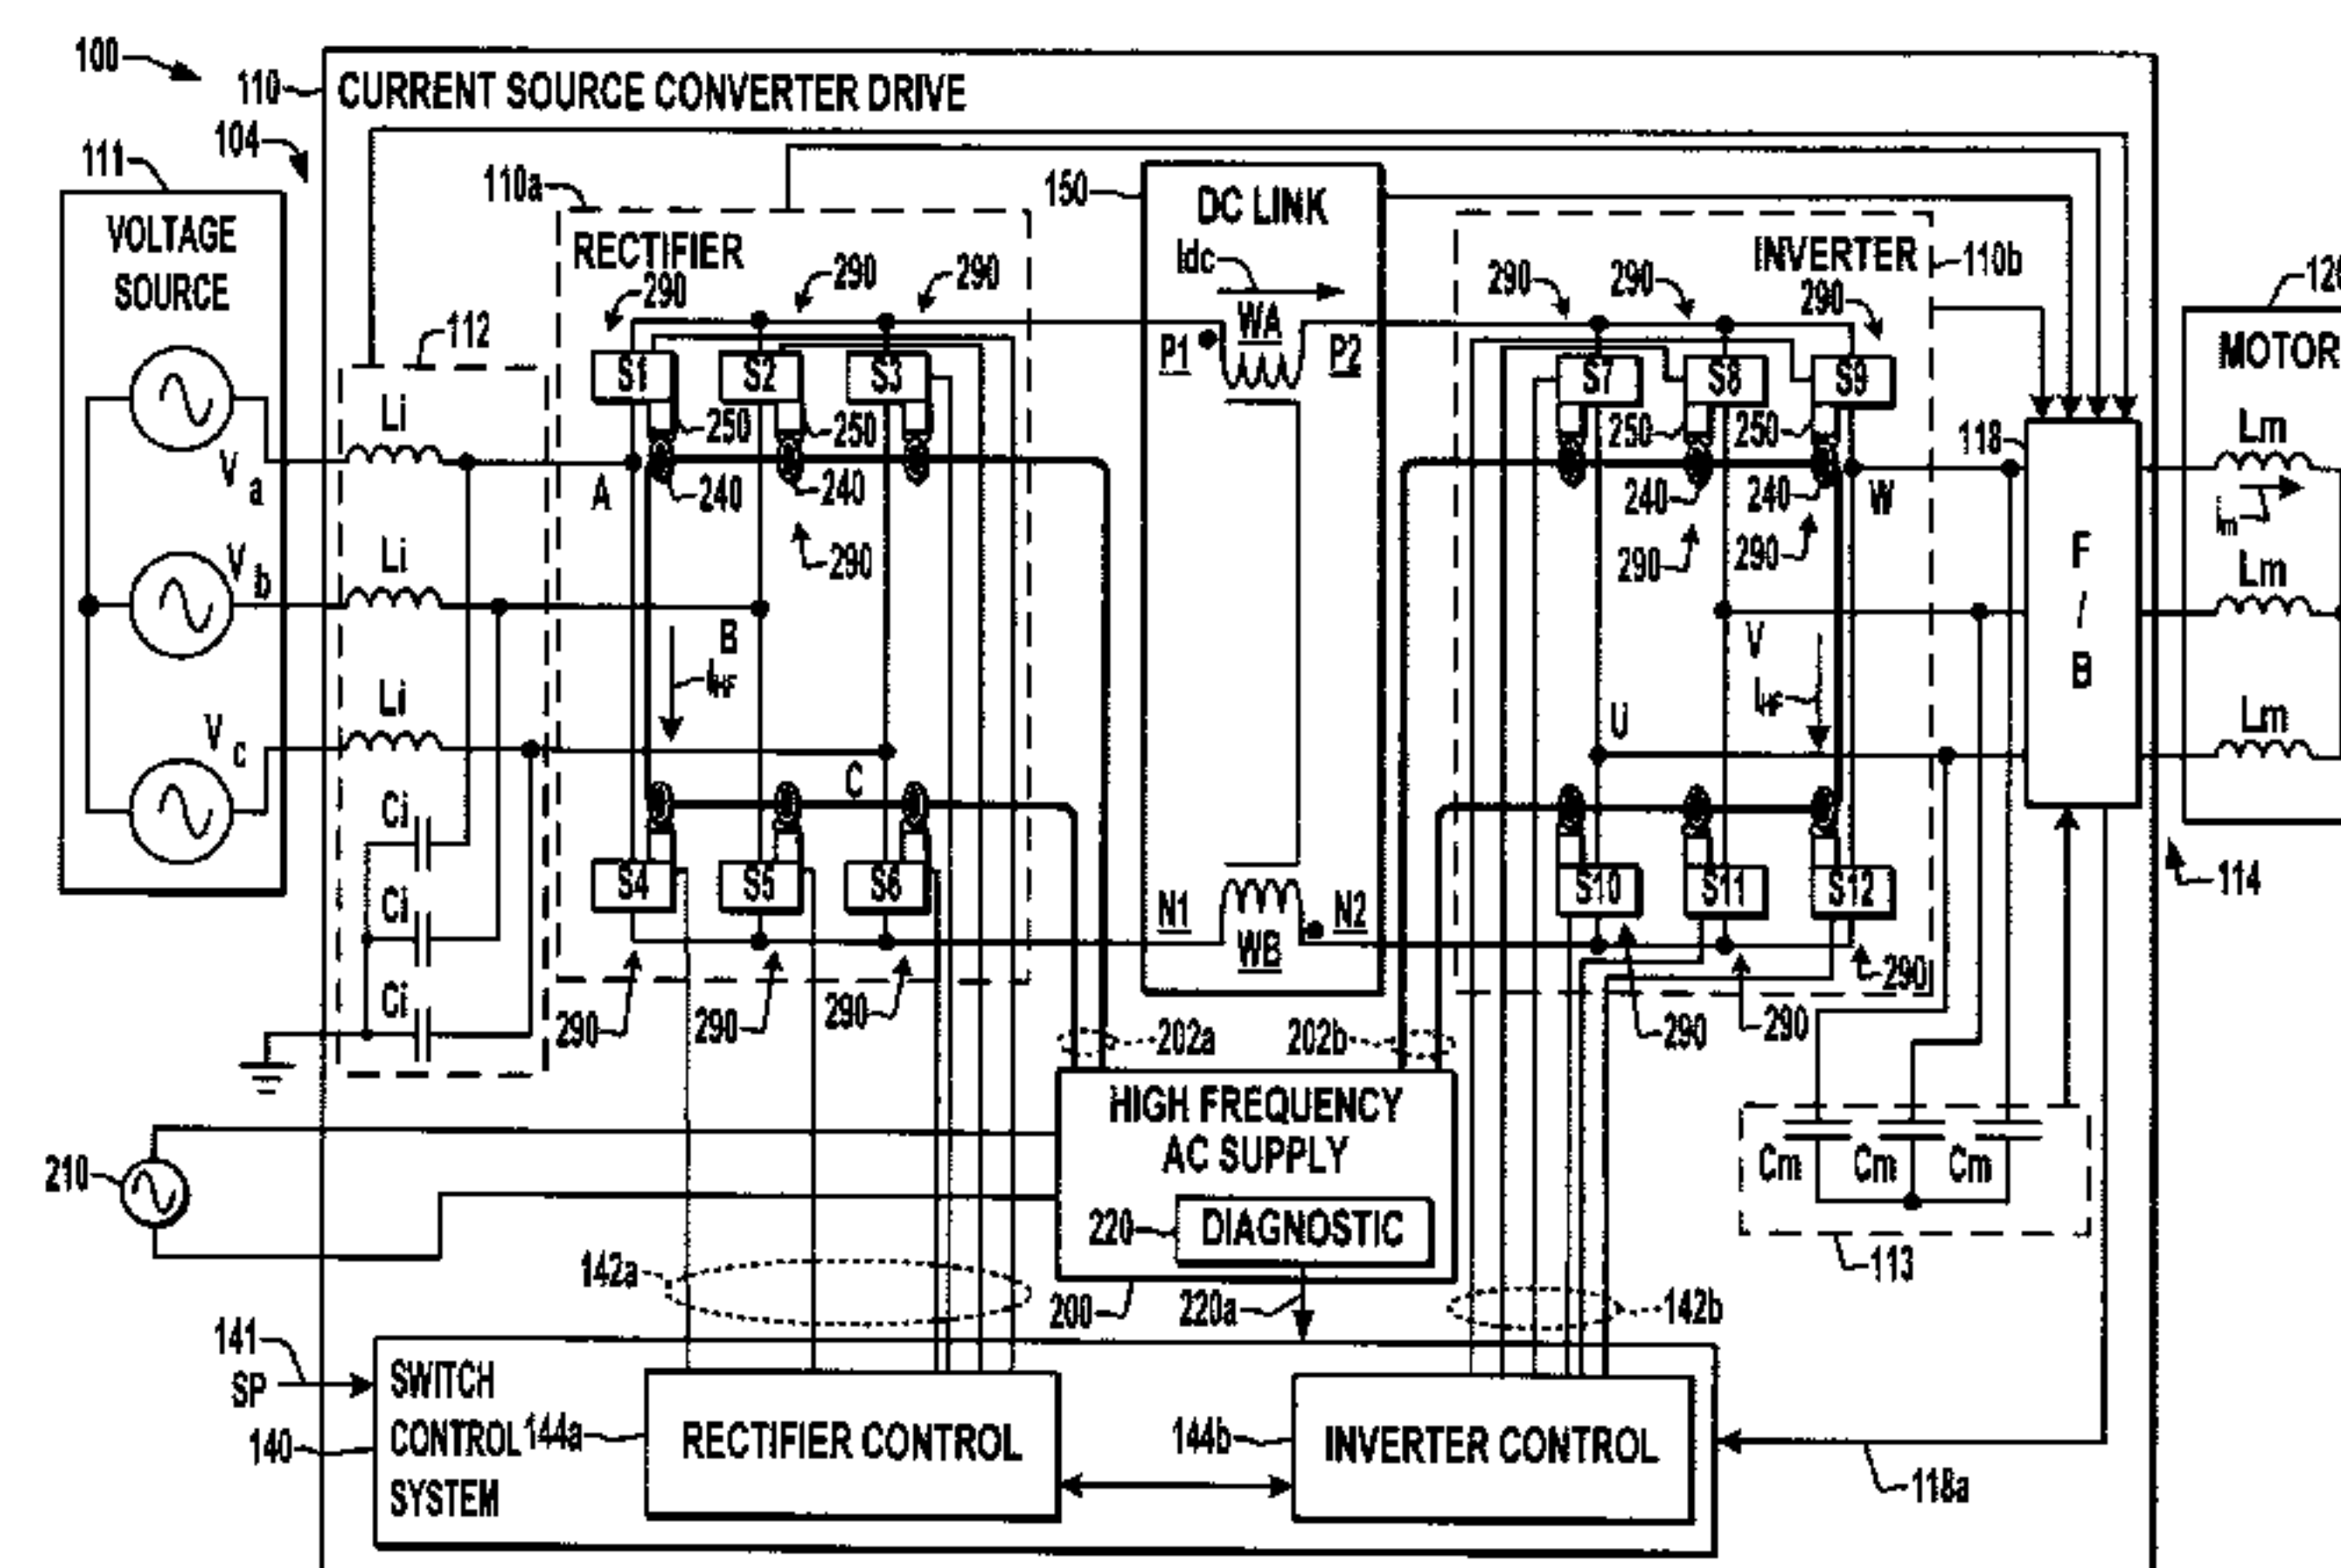 100
110
CURRENT SOURCE CONVERTER DRIVE
104
111
VOLTAGE
SOURCE
110a
RECTIFIER
290
290
290
150
DC LINK
Idc
WA
P1
P2
INVERTER
110b
290
290
290
120
MOTOR
112
S1
S2
S3
S7
S8
S9
Li
250
250
250
250
118
Lm
V a
A
240
240
240
240
W
Im
290
290
290
Li
V b
B
IHF
V
F
/
B
Lm
Li
V c
C
U
IHF
Lm
Ci
S4
S5
S6
N1
N2
WB
S10
S11
S12
114
Ci
Ci
290
290
290
290
290
290
202a
202b
HIGH FREQUENCY
AC SUPPLY
210
220
DIAGNOSTIC
Cm
Cm
Cm
113
142a
200
220a
142b
141
SP
SWITCH
CONTROL
SYSTEM
140
144a
RECTIFIER CONTROL
144b
INVERTER CONTROL
118a